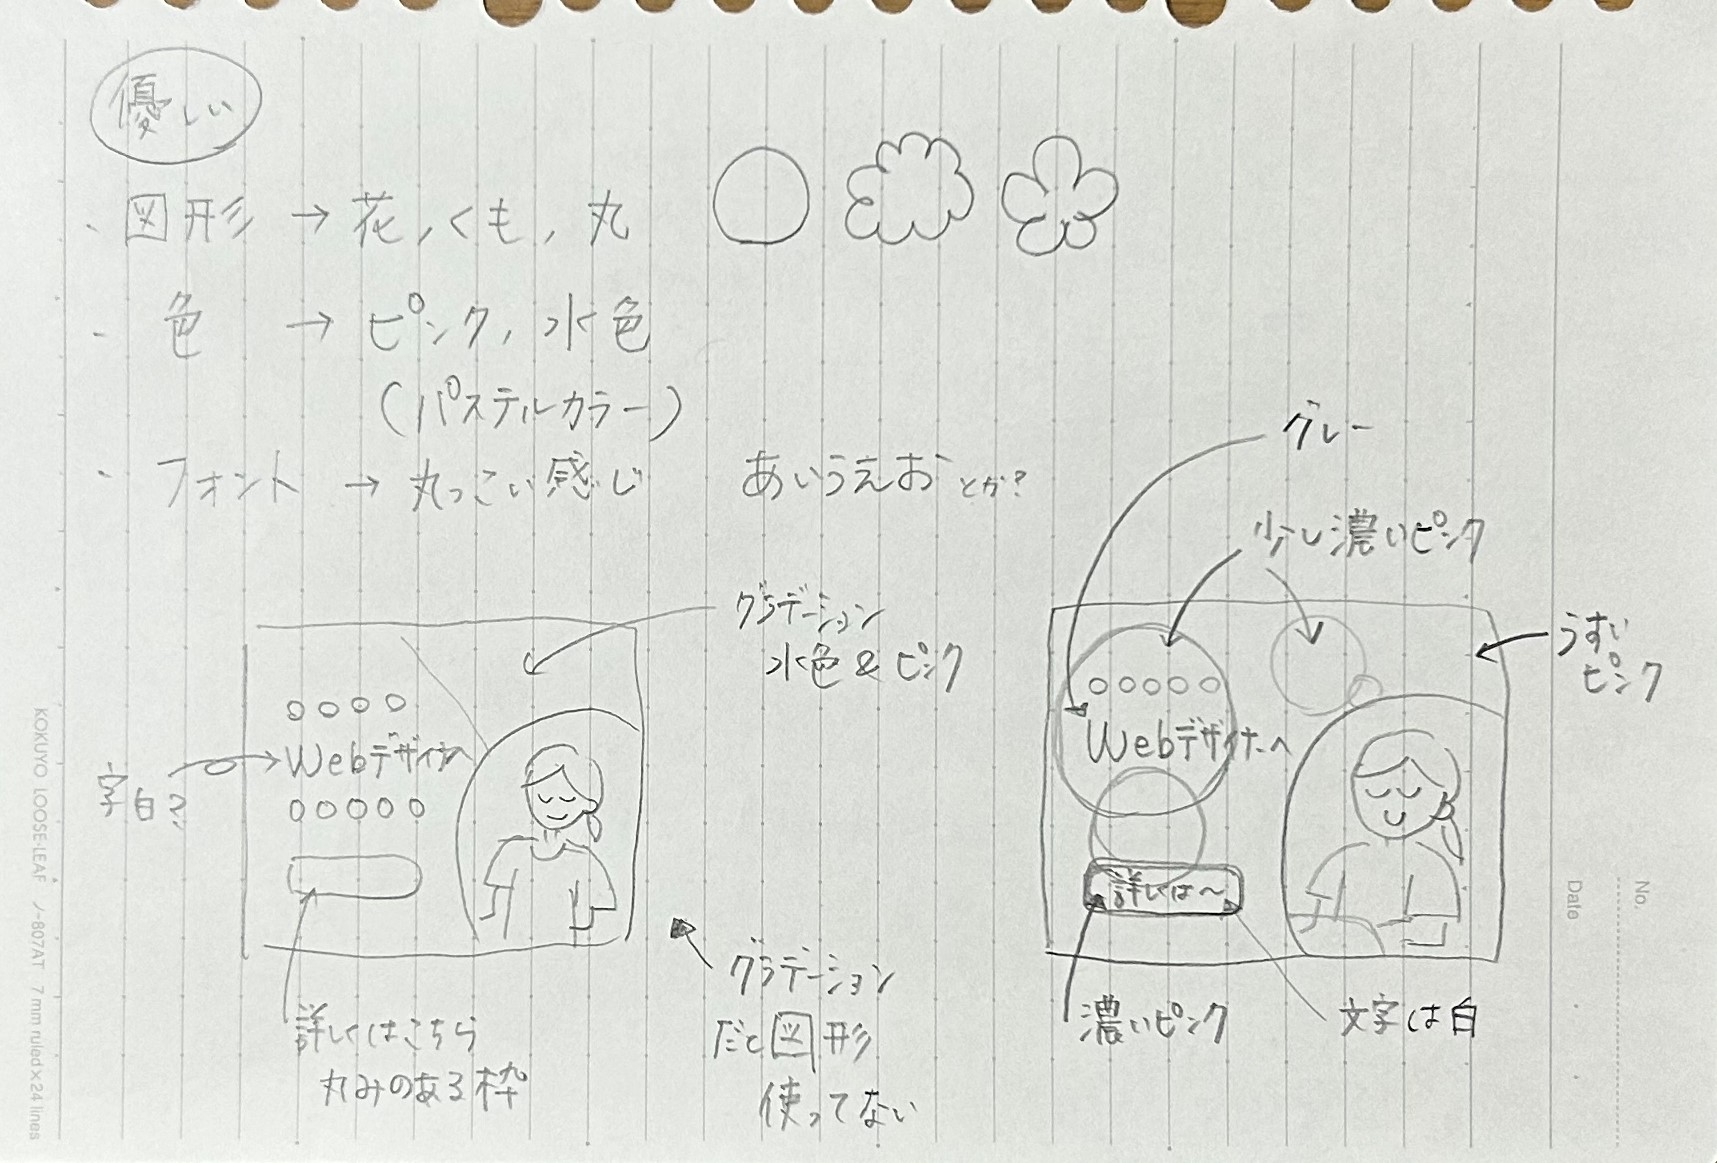 優しい
・図形 → 花, くも, 丸
・色 → ピンク, 水色
(パステルカラー)
・フォント → 丸っこい感じ あいうえお とか?
グレー
少し濃いピンク
うすい
ピンク
グラデーション
水色 & ピンク
○○○○
Webデザイナーへ
○○○○○
字白?
詳しくはこちら
丸みのある枠
グラデーション
だと図形
使ってない
○○○○○
Webデザイナーへ
詳しくは〜
濃いピンク
文字は白
No.
Date
KOKUYO LOOSE-LEAF ノ-807AT 7 mm ruled×24 lines